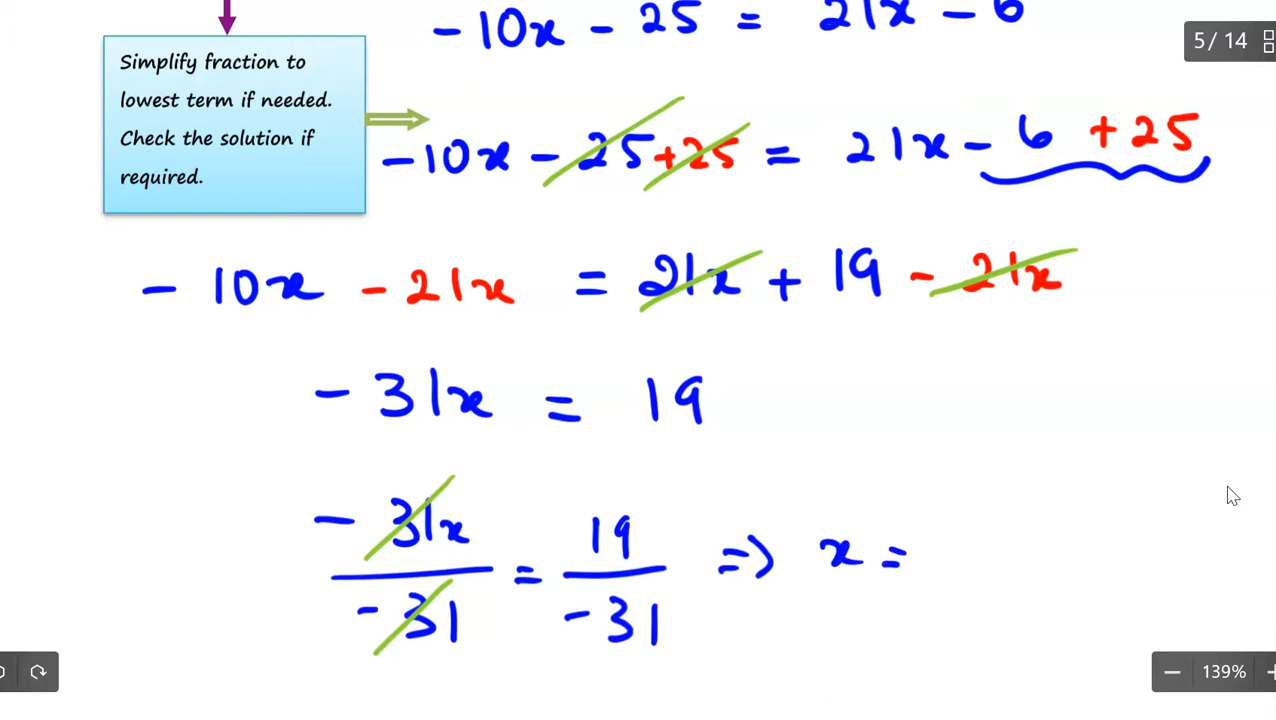 -10x - 25 = 21x - 6
5 / 14
Simplify fraction to
lowest term if needed.
Check the solution if
required.
-10x - 25 + 25 = 21x - 6 + 25
- 10x - 21x = 21x + 19 - 21x
- 31x = 19
- 31x / -31 = 19 / -31 => x =
139%